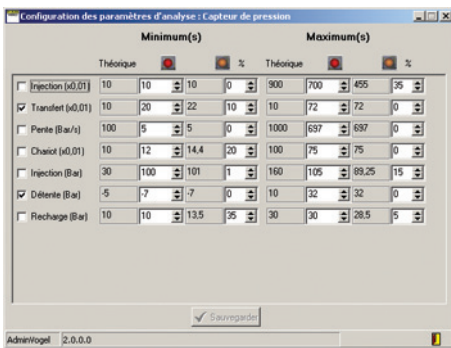 Configuration des paramètres d'analyse : Capteur de pression
Minimum(s) Maximum(s)
Théorique % Théorique %
Injection (x0,01) 10 10 10 0 900 700 455 35
Transfert (x0,01) 10 20 22 10 10 72 72 0
Pente (Bar/s) 100 5 5 0 1000 697 697 0
Chariot (x0,01) 10 12 14,4 20 100 75 75 0
Injection (Bar) 30 100 101 1 160 105 89,25 15
Détente (Bar) -5 -7 -7 0 10 32 32 0
Recharge (Bar) 10 10 13,5 35 30 30 28,5 5
Sauvegarder
AdminVogel 2.0.0.0